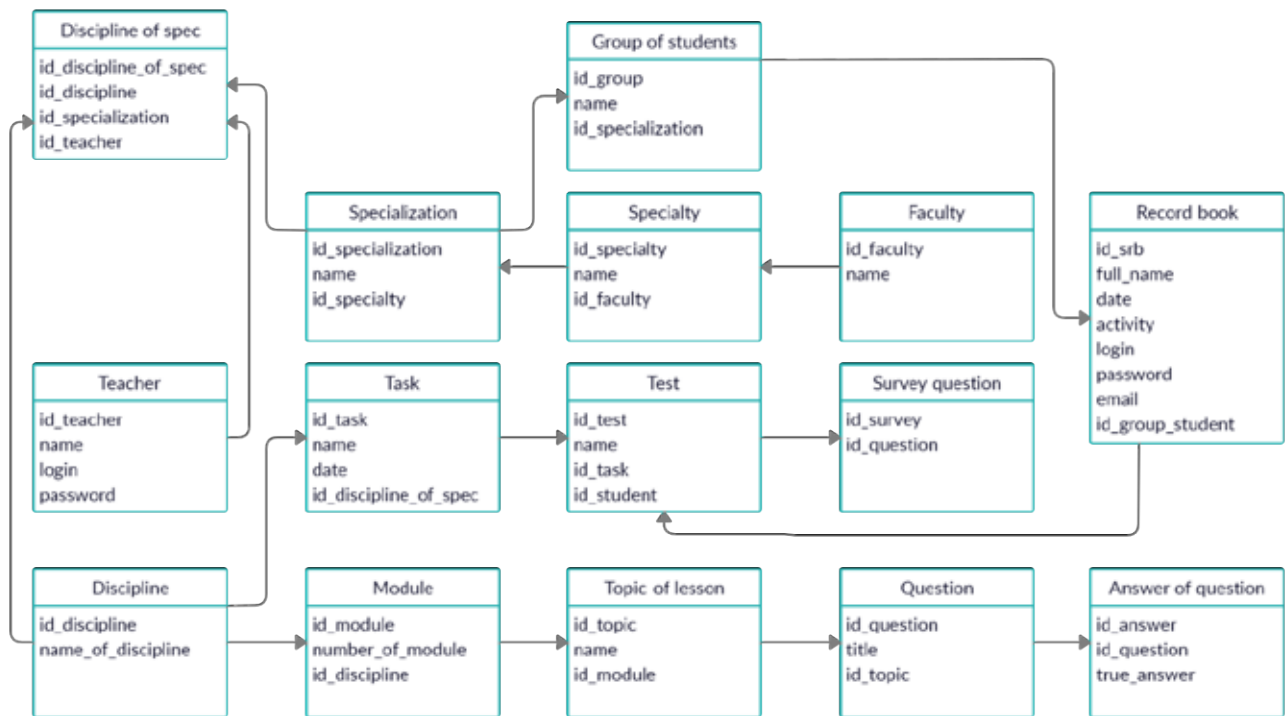 Discipline of spec
id_discipline_of_spec
id_discipline
id_specialization
id_teacher
Group of students
id_group
name
id_specialization
Specialization
id_specialization
name
id_specialty
Specialty
id_specialty
name
id_faculty
Faculty
id_faculty
name
Record book
id_srb
full_name
date
activity
login
password
email
id_group_student
Teacher
id_teacher
name
login
password
Task
id_task
name
date
id_discipline_of_spec
Test
id_test
name
id_task
id_student
Survey question
id_survey
id_question
Discipline
id_discipline
name_of_discipline
Module
id_module
number_of_module
id_discipline
Topic of lesson
id_topic
name
id_module
Question
id_question
title
id_topic
Answer of question
id_answer
id_question
true_answer